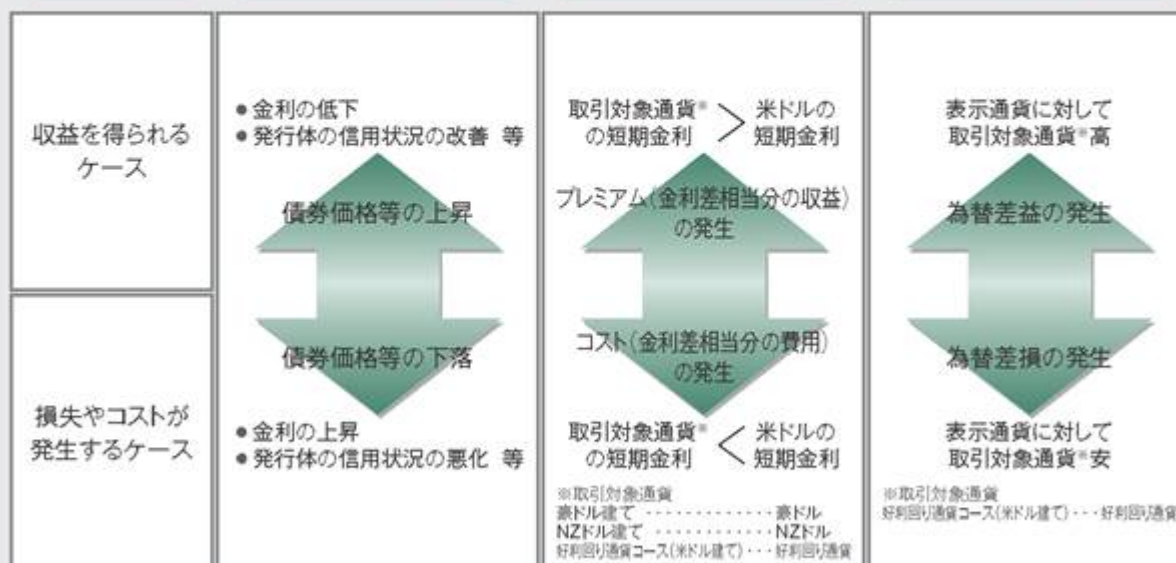 収益を得られる
ケース
●金利の低下
●発行体の信用状況の改善 等
債券価格等の上昇
取引対象通貨※
の短期金利
>
米ドルの
短期金利
プレミアム(金利差相当分の収益)
の発生
表示通貨に対して
取引対象通貨※高
為替差益の発生
損失やコストが
発生するケース
債券価格等の下落
●金利の上昇
●発行体の信用状況の悪化 等
コスト(金利差相当分の費用)
の発生
取引対象通貨※
の短期金利
<
米ドルの
短期金利
※取引対象通貨
豪ドル建て ・・・・・・・・・・・・・豪ドル
NZドル建て ・・・・・・・・・・・・NZドル
好利回り通貨コース(米ドル建て)・・・好利回り通貨
為替差損の発生
表示通貨に対して
取引対象通貨※安
※取引対象通貨
好利回り通貨コース(米ドル建て)・・・好利回り通貨